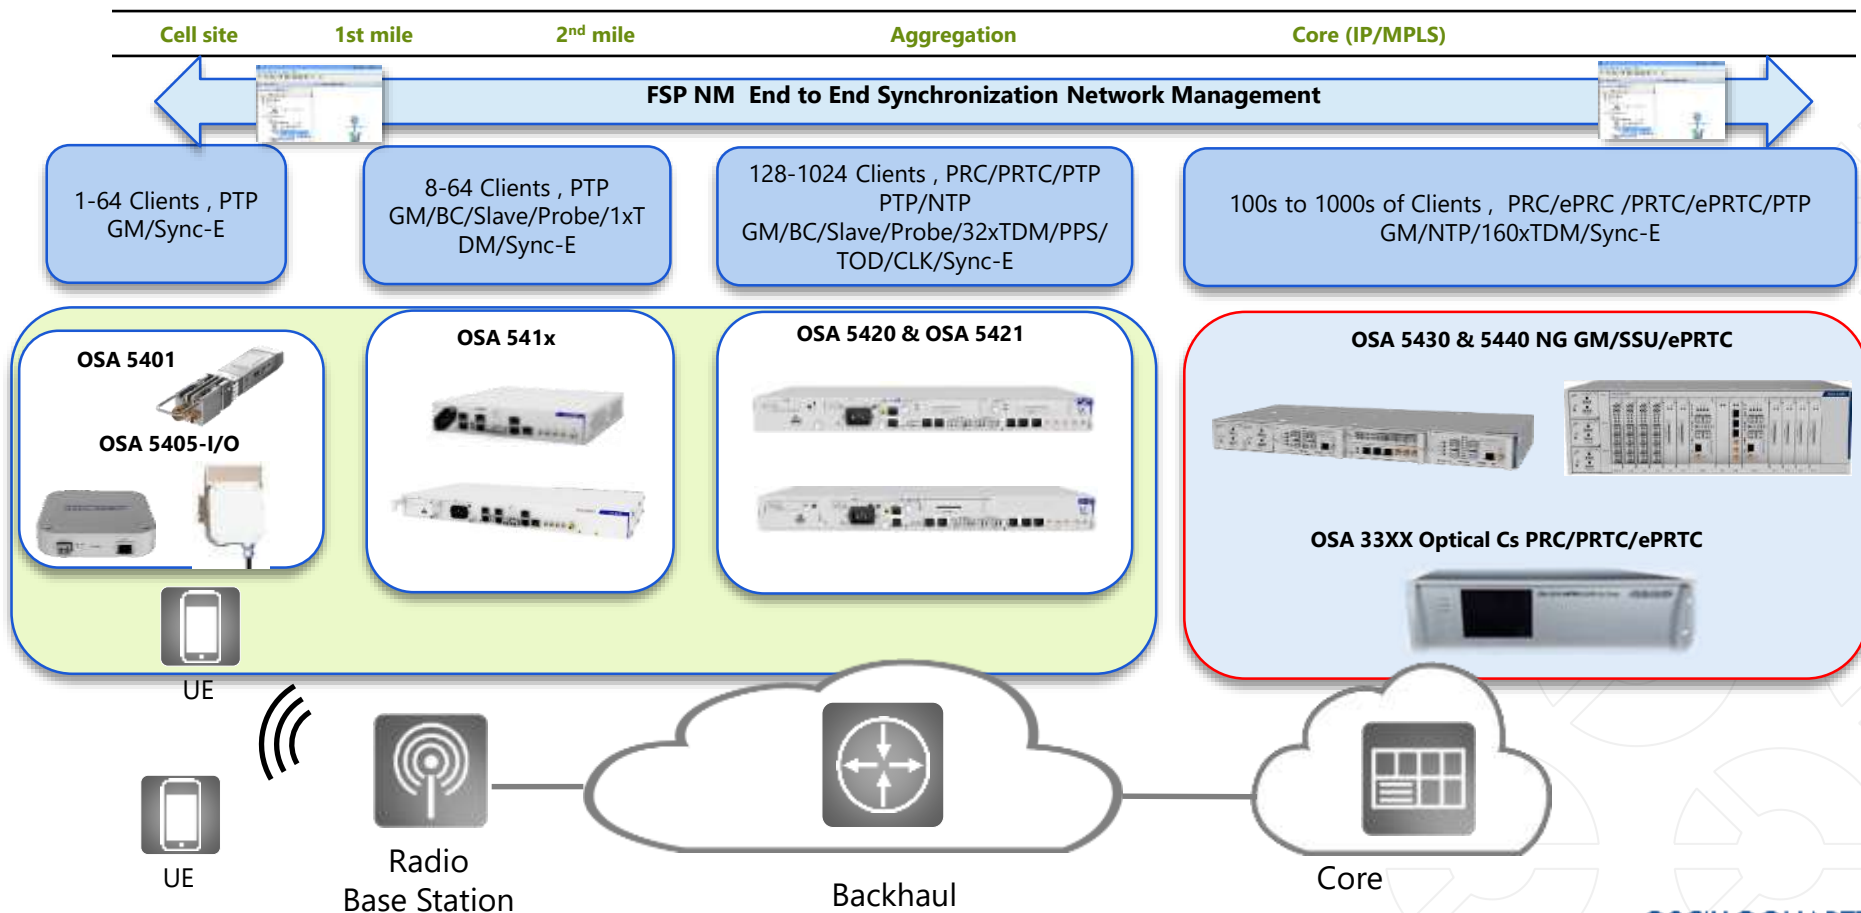 Cell site
1st mile
2nd mile
Aggregation
Core (IP/MPLS)
FSP NM End to End Synchronization Network Management
1-64 Clients , PTP
GM/Sync-E
8-64 Clients , PTP
GM/BC/Slave/Probe/1xT
DM/Sync-E
128-1024 Clients , PRC/PRTC/PTP
PTP/NTP
GM/BC/Slave/Probe/32xTDM/PPS/
TOD/CLK/Sync-E
100s to 1000s of Clients , PRC/ePRC /PRTC/ePRTC/PTP
GM/NTP/160xTDM/Sync-E
OSA 5401
OSA 5405-I/O
OSA 541x
OSA 5420 & OSA 5421
OSA 5430 & 5440 NG GM/SSU/ePRTC
OSA 33XX Optical Cs PRC/PRTC/ePRTC
UE
UE
Radio
Base Station
Backhaul
Core